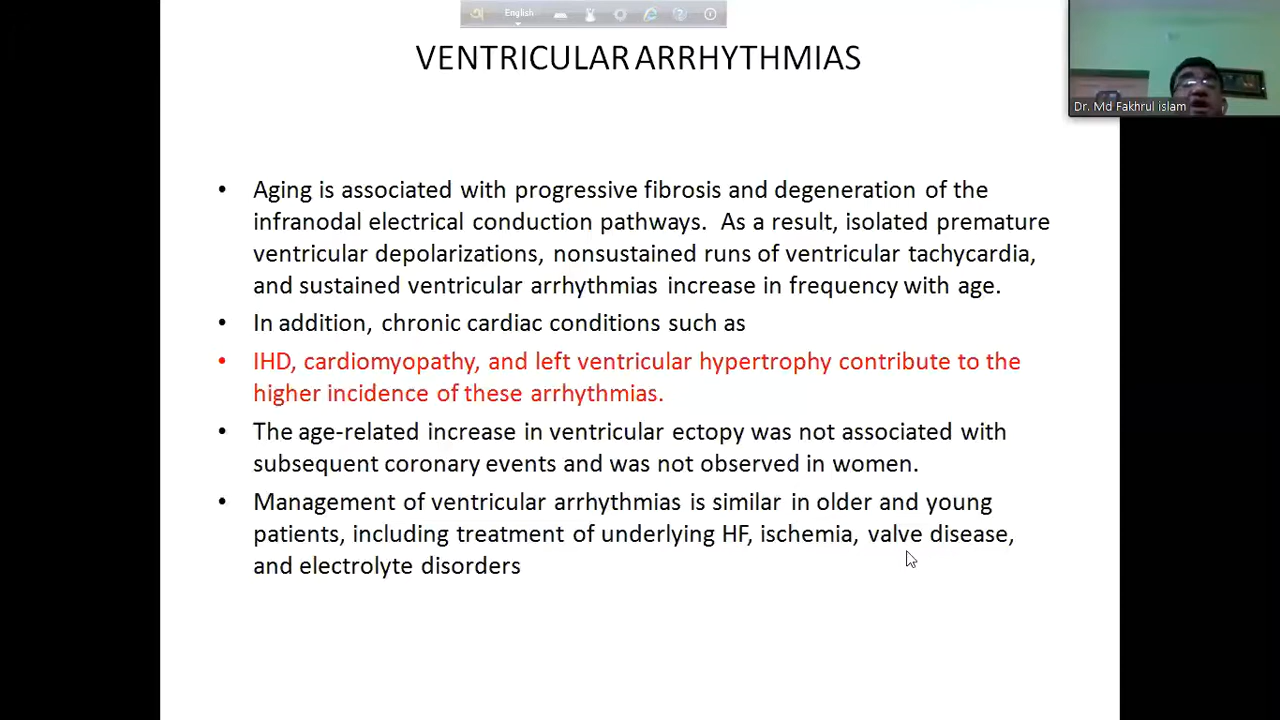 English
VENTRICULAR ARRHYTHMIAS
Dr. Md Fakhrul islam
• Aging is associated with progressive fibrosis and degeneration of the
infranodal electrical conduction pathways. As a result, isolated premature
ventricular depolarizations, nonsustained runs of ventricular tachycardia,
and sustained ventricular arrhythmias increase in frequency with age.
• In addition, chronic cardiac conditions such as
• IHD, cardiomyopathy, and left ventricular hypertrophy contribute to the
higher incidence of these arrhythmias.
• The age-related increase in ventricular ectopy was not associated with
subsequent coronary events and was not observed in women.
• Management of ventricular arrhythmias is similar in older and young
patients, including treatment of underlying HF, ischemia, valve disease,
and electrolyte disorders